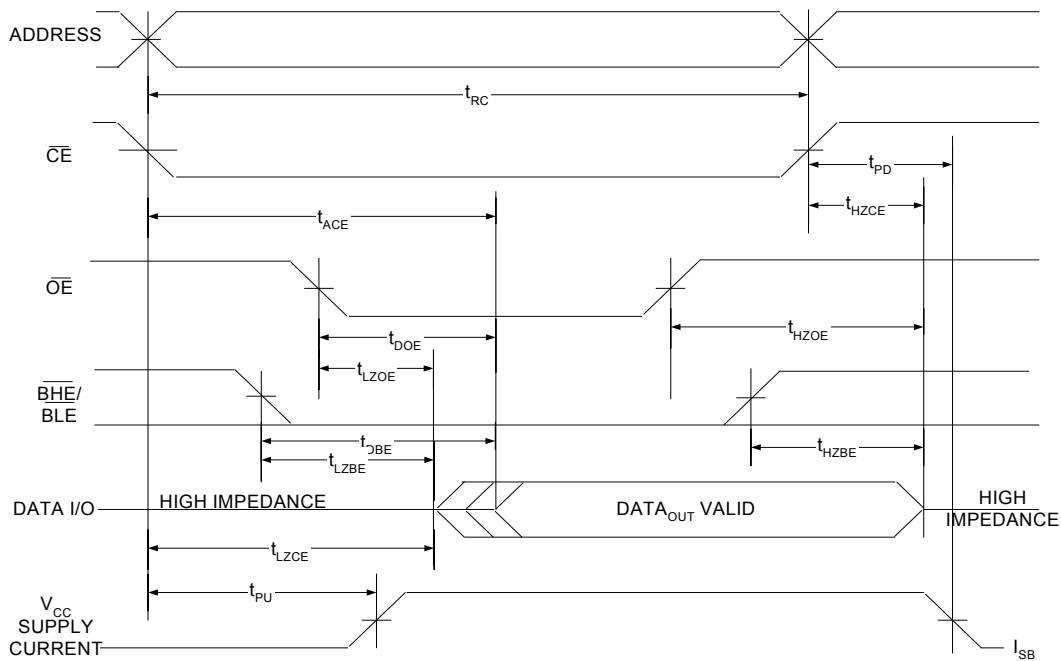 ADDRESS
tRC
CE
tPD
tHZCE
tACE
OE
tDOE
tHZOE
tLZOE
BHE/
BLE
tDBE
tHZBE
tLZBE
DATA I/O
HIGH IMPEDANCE
DATAOUT VALID
HIGH
IMPEDANCE
tLZCE
tPU
VCC
SUPPLY
CURRENT
ISB